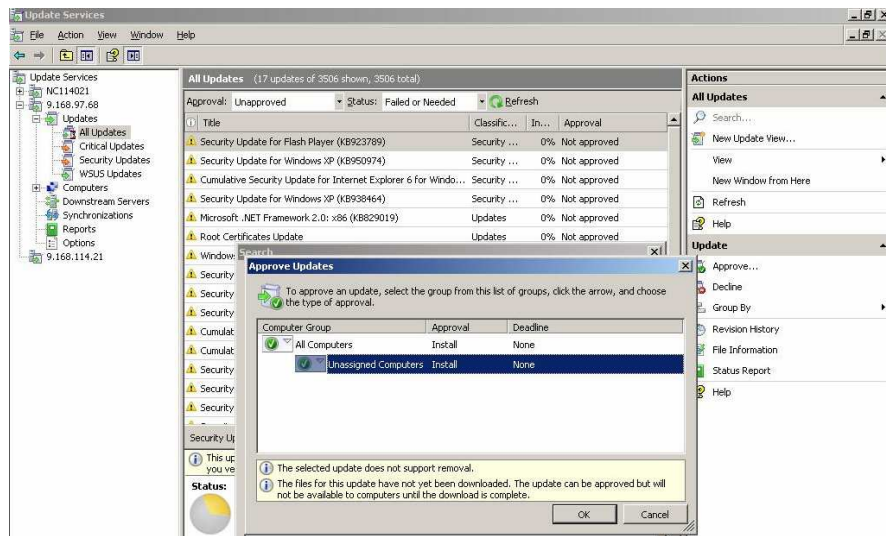 Update Services
File Action View Window Help
Update Services
NC114021
9.168.97.68
Updates
All Updates
Critical Updates
Security Updates
WSUS Updates
Computers
Downstream Servers
Synchronizations
Reports
Options
9.168.114.21
All Updates (17 updates of 3506 shown, 3506 total)
Approval: Unapproved Status: Failed or Needed Refresh
Title Classific... In... Approval
Security Update for Flash Player (KB923789) Security ... 0% Not approved
Security Update for Windows XP (KB950974) Security ... 0% Not approved
Cumulative Security Update for Internet Explorer 6 for Windo... Security ... 0% Not approved
Security Update for Windows XP (KB938464) Security ... 0% Not approved
Microsoft .NET Framework 2.0: x86 (KB829019) Updates 0% Not approved
Root Certificates Update Updates 0% Not approved
Window
Security
Security
Security
Cumulat
Cumulat
Security
Security
Security
Security Up
This up
you ve
Status:
Search
Approve Updates
To approve an update, select the group from this list of groups, click the arrow, and choose
the type of approval.
Computer Group Approval Deadline
All Computers Install None
Unassigned Computers Install None
The selected update does not support removal.
The files for this update have not yet been downloaded. The update can be approved but will
not be available to computers until the download is complete.
OK Cancel
Actions
All Updates
Search...
New Update View...
View
New Window from Here
Refresh
Help
Update
Approve...
Decline
Group By
Revision History
File Information
Status Report
Help